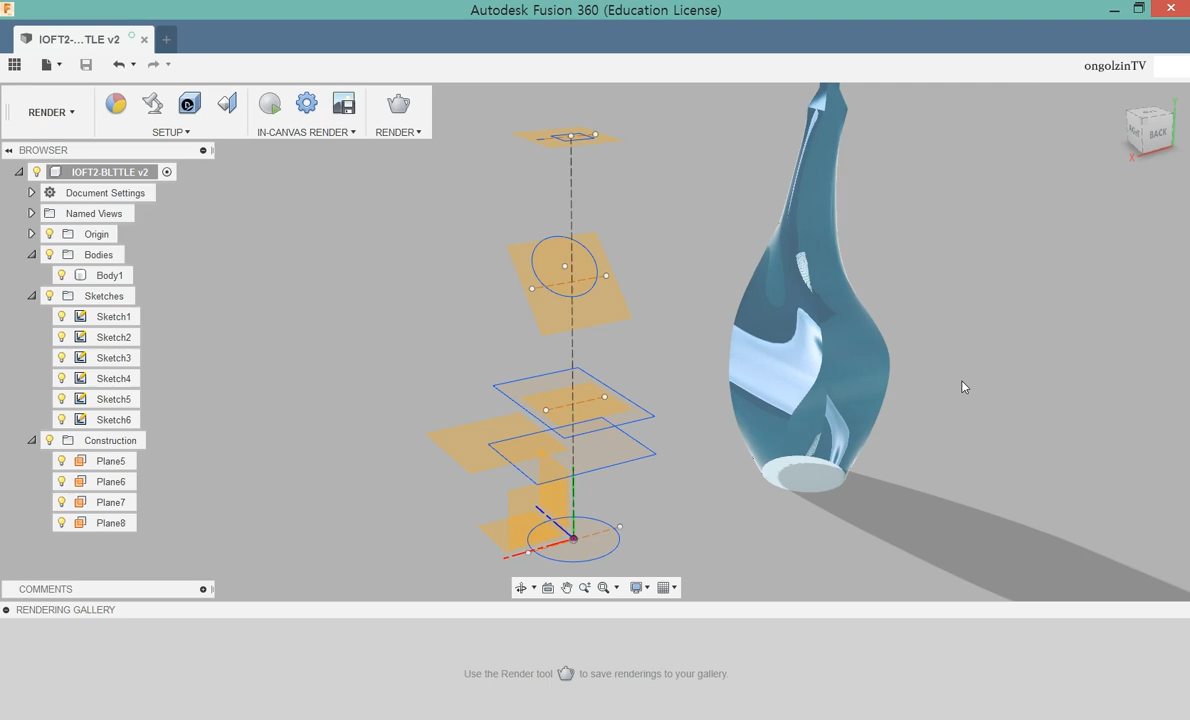 Autodesk Fusion 360 (Education License)
IOFT2-...TLE v2
ongolzinTV
RENDER
SETUP
IN-CANVAS RENDER
RENDER
BROWSER
IOFT2-BLTTLE v2
Document Settings
Named Views
Origin
Bodies
Body1
Sketches
Sketch1
Sketch2
Sketch3
Sketch4
Sketch5
Sketch6
Construction
Plane5
Plane6
Plane7
Plane8
BACK
X
COMMENTS
RENDERING GALLERY
Use the Render tool to save renderings to your gallery.